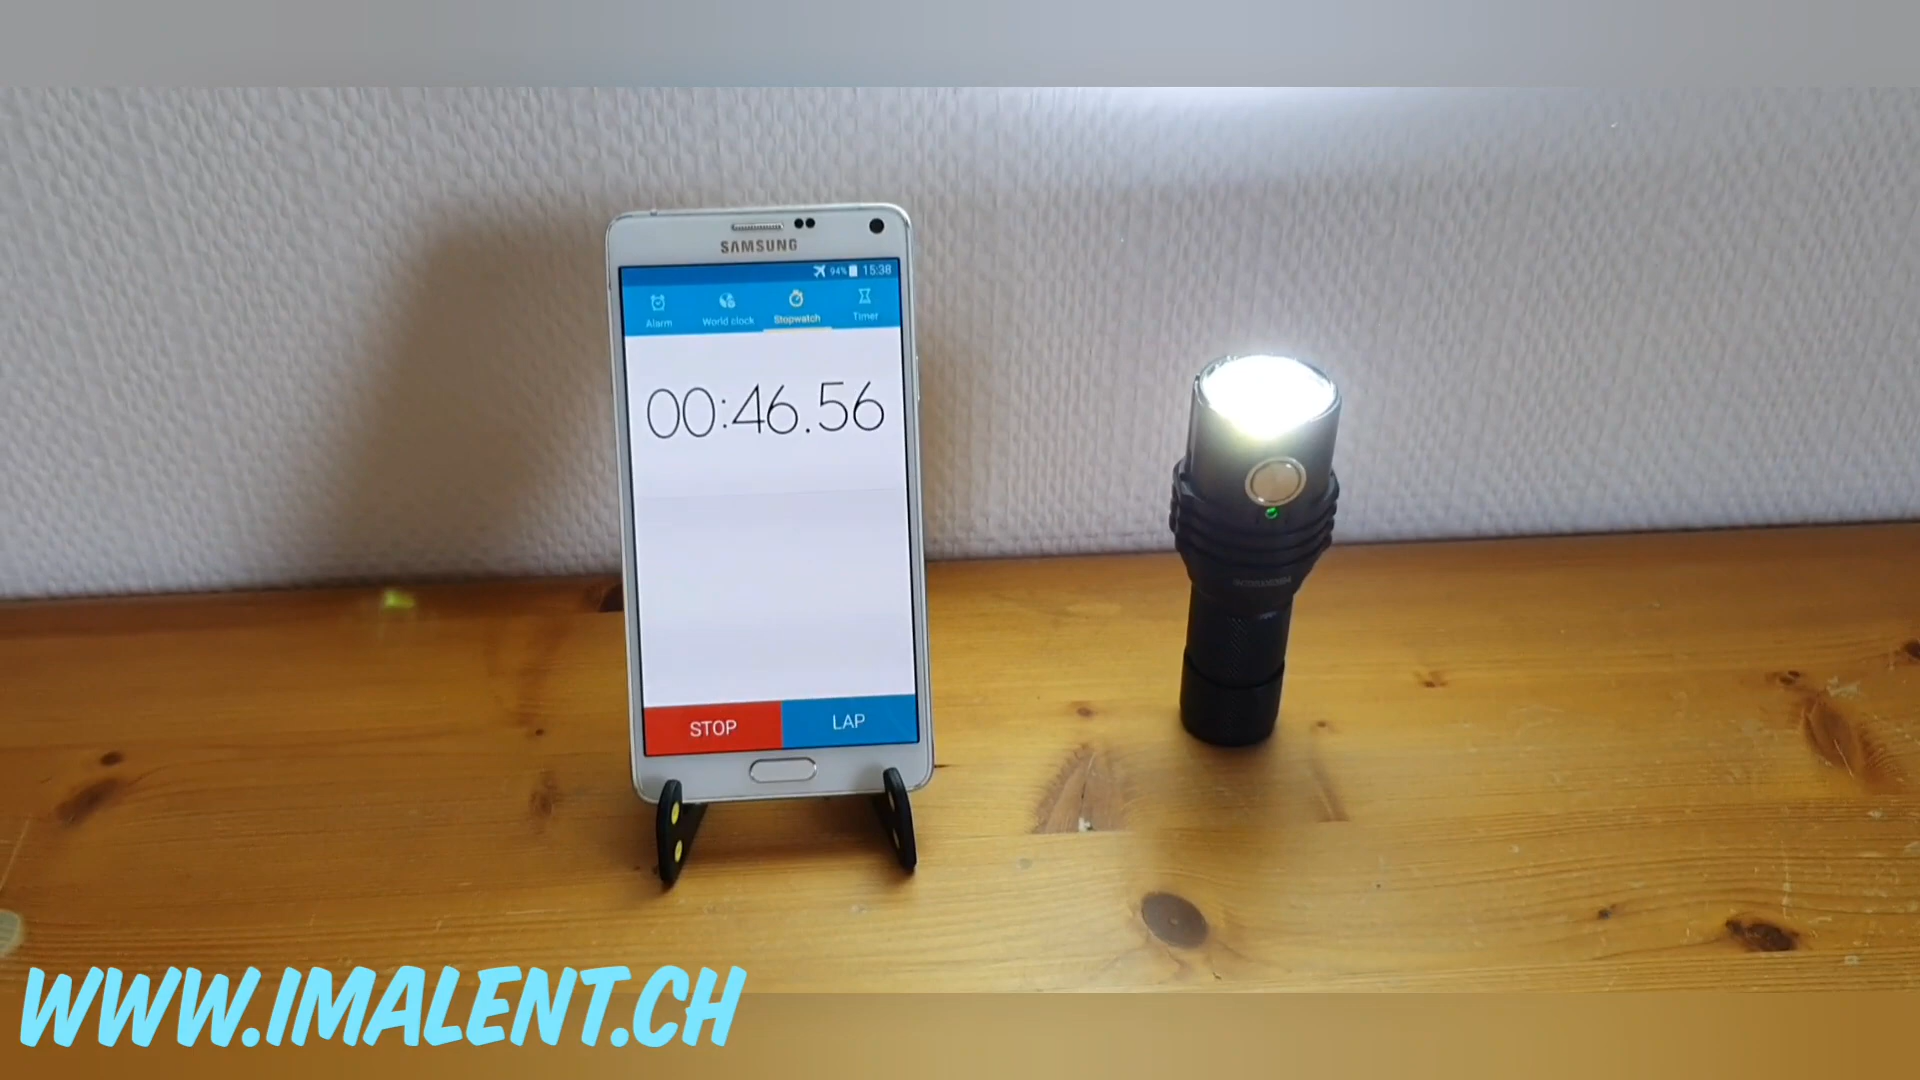 SAMSUNG
94% 15:38
Alarm World clock Stopwatch Timer
00:46.56
STOP LAP
WWW.IMALENT.CH